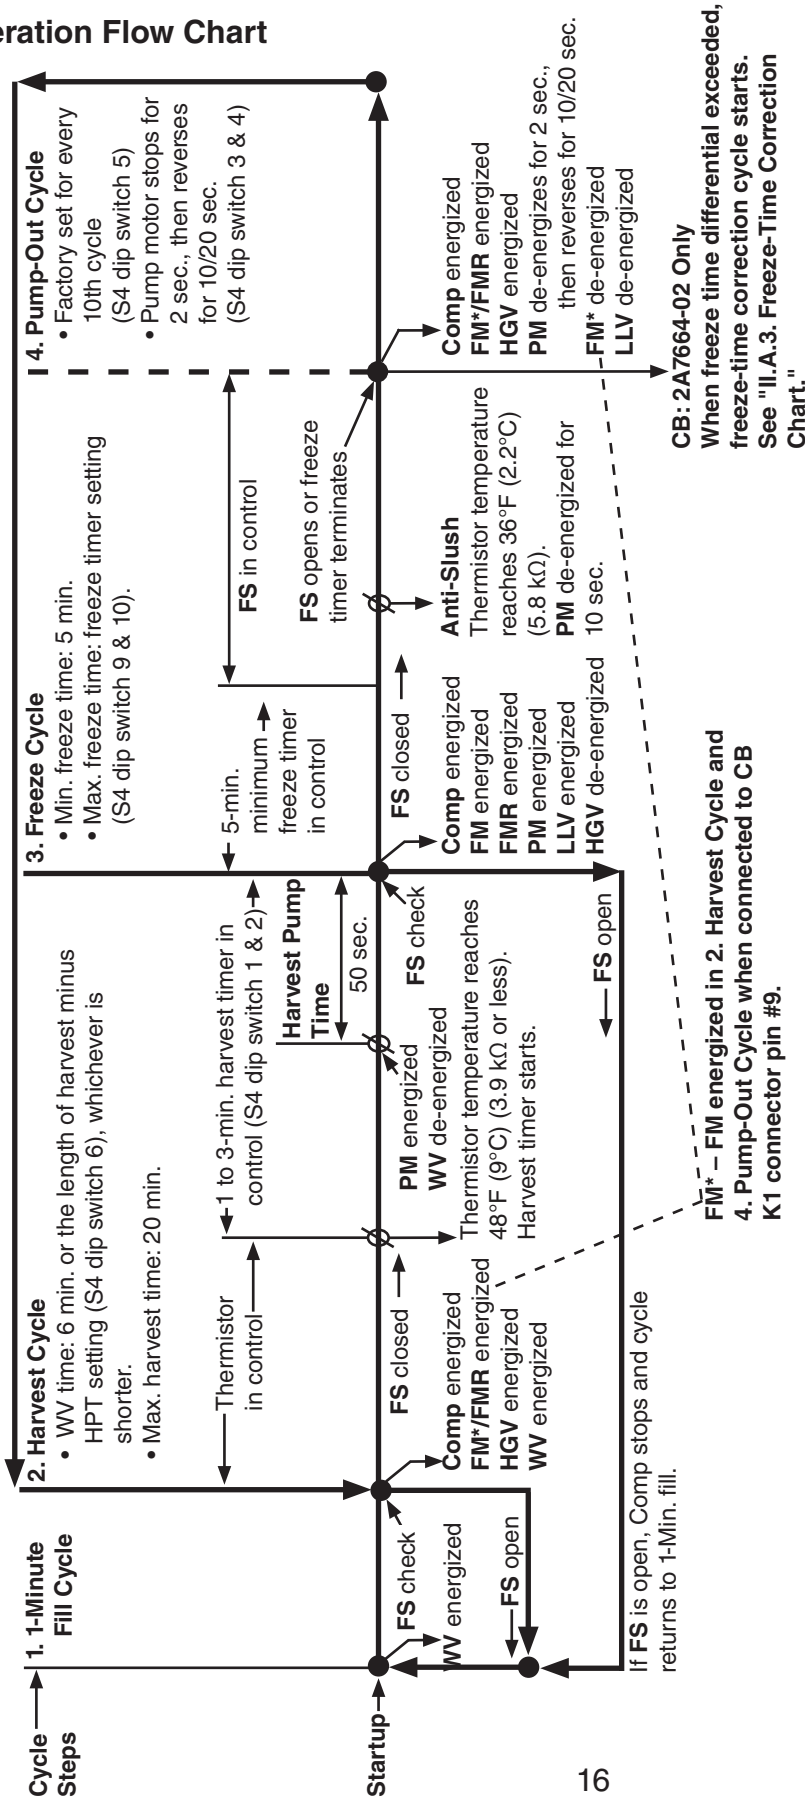 eration Flow Chart
Cycle
Steps
1. 1-Minute
Fill Cycle
2. Harvest Cycle
• WV time: 6 min. or the length of harvest minus
HPT setting (S4 dip switch 6), whichever is
shorter.
• Max. harvest time: 20 min.
3. Freeze Cycle
• Min. freeze time: 5 min.
• Max. freeze time: freeze timer setting
(S4 dip switch 9 & 10).
4. Pump-Out Cycle
• Factory set for every
10th cycle
(S4 dip switch 5)
• Pump motor stops for
2 sec., then reverses
for 10/20 sec.
(S4 dip switch 3 & 4)
Thermistor
in control
1 to 3-min. harvest timer in
control (S4 dip switch 1 & 2)
Harvest Pump
Time
50 sec.
5-min.
minimum
freeze timer
in control
FS in control
FS opens or freeze
timer terminates
Startup
FS check
WV energized
FS open
FS closed
Comp energized
FM*/FMR energized
HGV energized
WV energized
Thermistor temperature reaches
48°F (9°C) (3.9 kΩ or less).
Harvest timer starts.
PM energized
WV de-energized
FS check
FS open
FS closed
Comp energized
FM energized
FMR energized
PM energized
LLV energized
HGV de-energized
Anti-Slush
Thermistor temperature
reaches 36°F (2.2°C)
(5.8 kΩ).
PM de-energized for
10 sec.
Comp energized
FM*/FMR energized
HGV energized
PM de-energizes for 2 sec.,
then reverses for 10/20 sec.
FM* de-energized
LLV de-energized
If FS is open, Comp stops and cycle
returns to 1-Min. fill.
FM* – FM energized in 2. Harvest Cycle and
4. Pump-Out Cycle when connected to CB
K1 connector pin #9.
CB: 2A7664-02 Only
When freeze time differential exceeded,
freeze-time correction cycle starts.
See "II.A.3. Freeze-Time Correction
Chart."
16